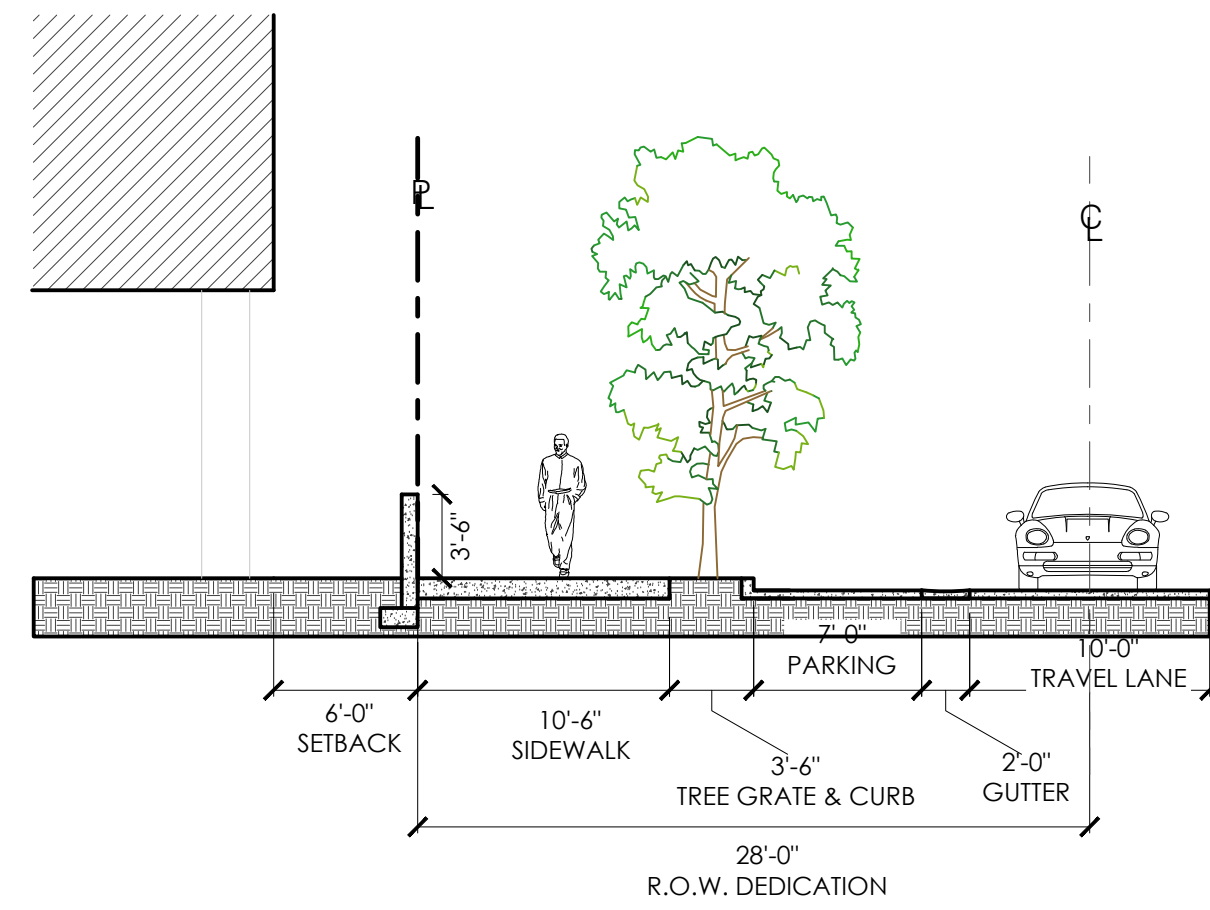 PL
CL
3'-6"
7'-0"
PARKING
10'-0"
TRAVEL LANE
6'-0"
SETBACK
10'-6"
SIDEWALK
3'-6"
TREE GRATE & CURB
2'-0"
GUTTER
28'-0"
R.O.W. DEDICATION